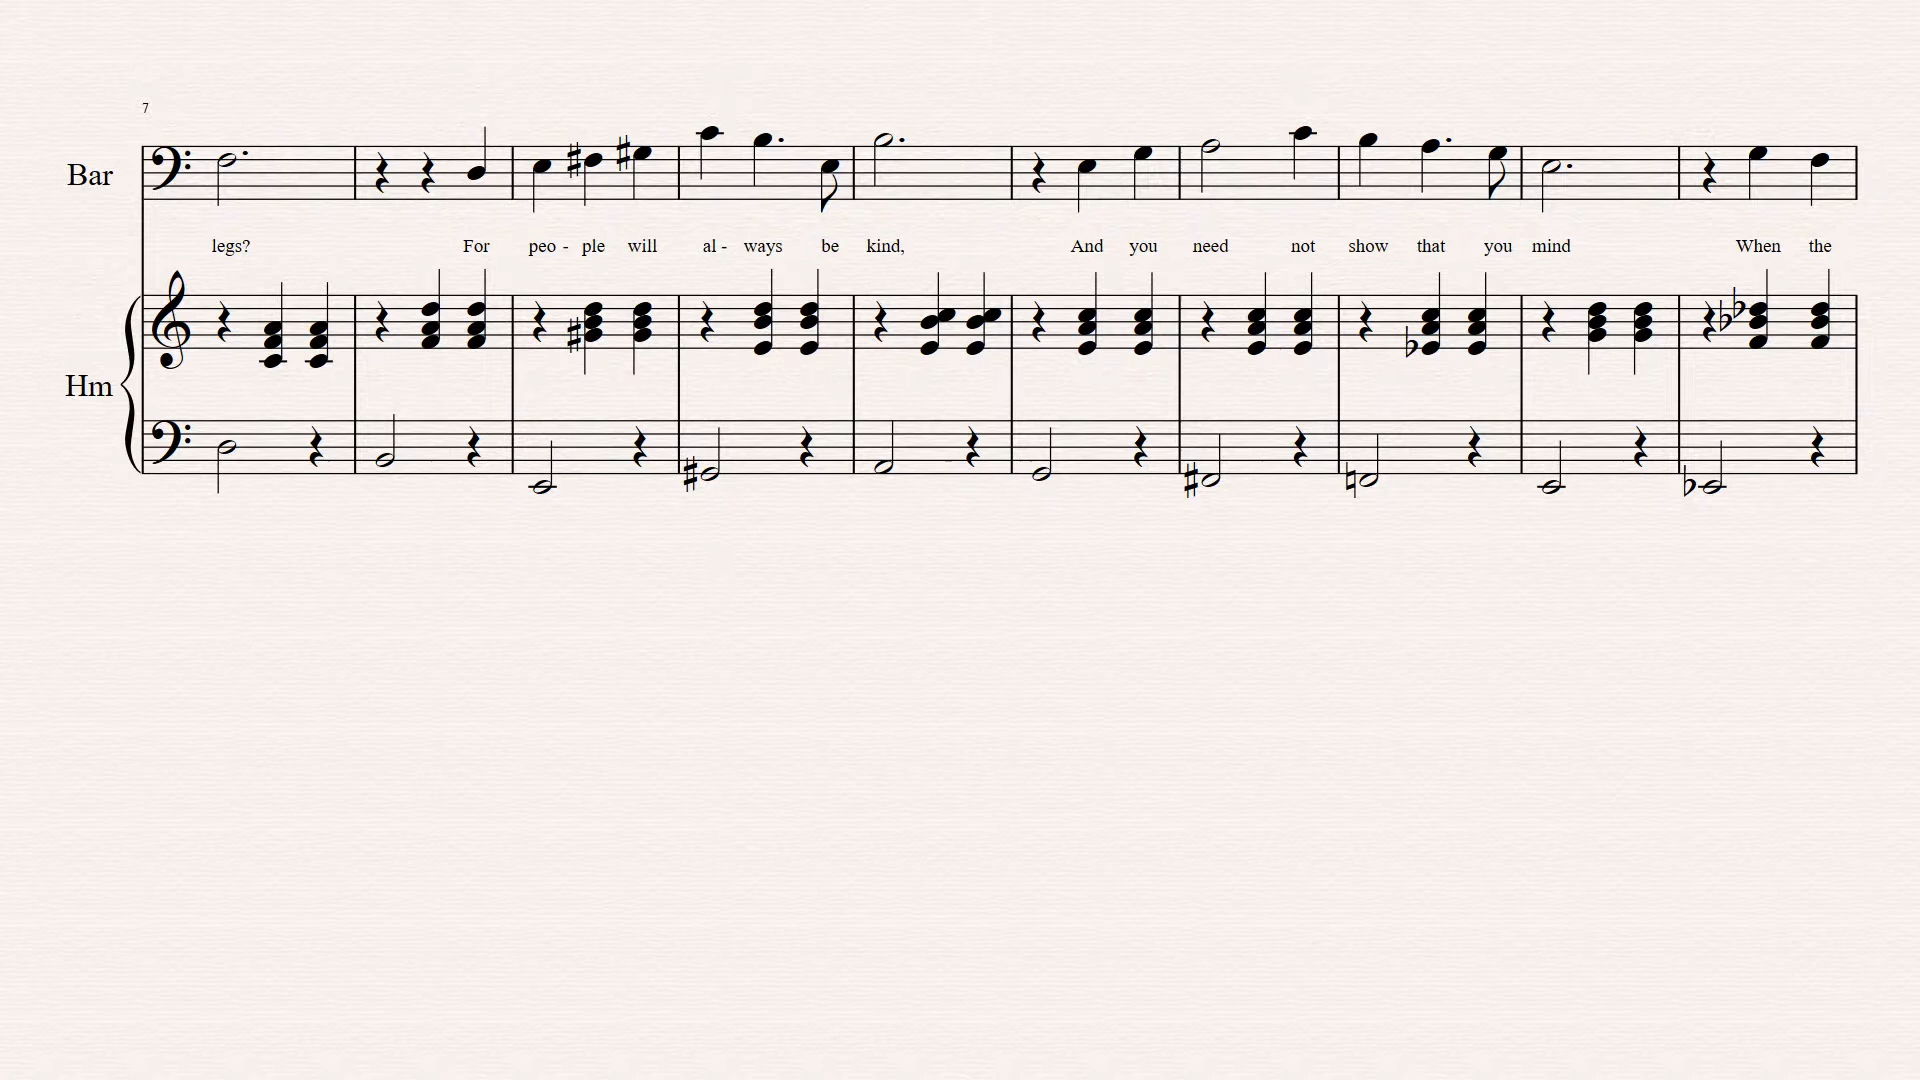 7
Bar
legs? For peo - ple will al - ways be kind, And you need not show that you mind When the
Hm